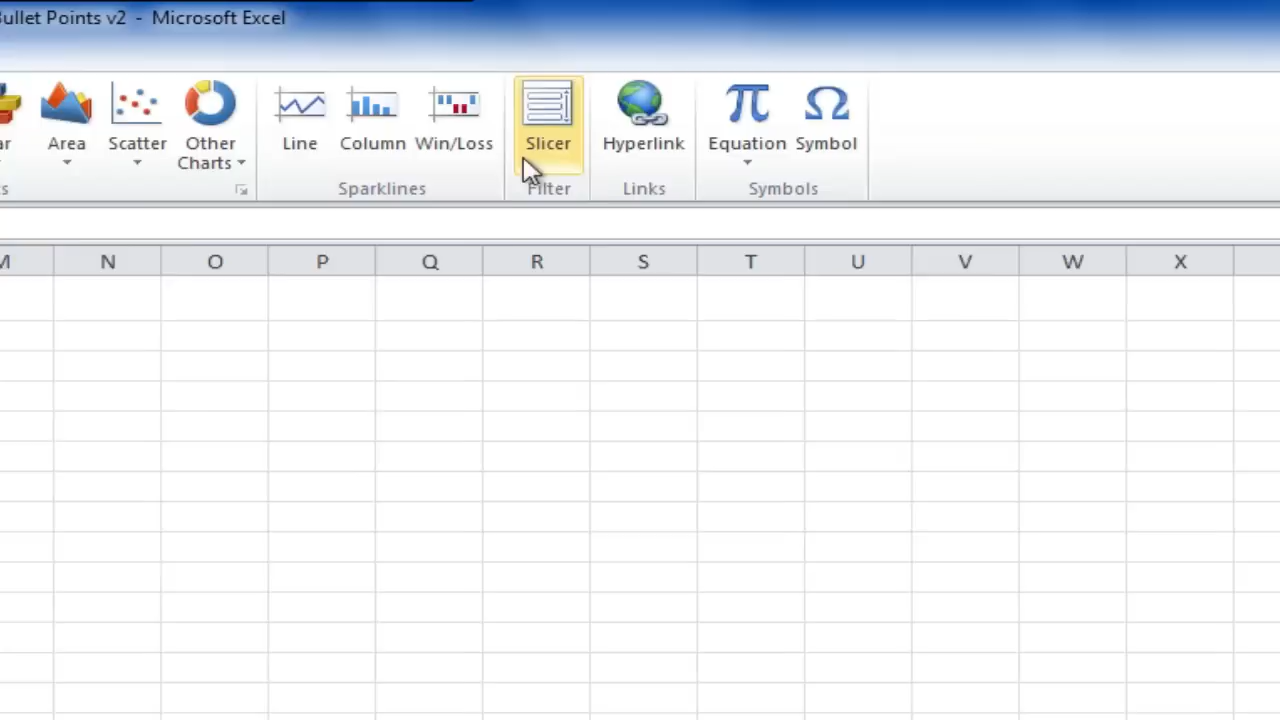 ullet Points v2 - Microsoft Excel
Area Scatter Other Charts Line Column Win/Loss Slicer Hyperlink Equation Symbol
Sparklines Filter Links Symbols
N O P Q R S T U V W X